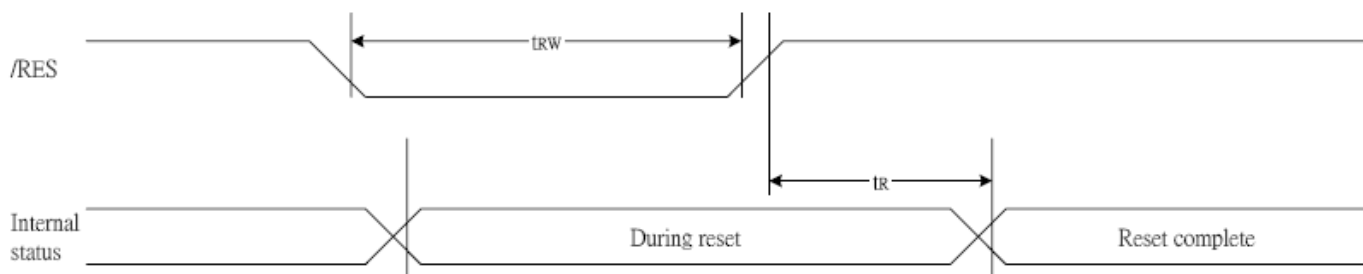 tRW
/RES
tR
Internal
status
During reset
Reset complete